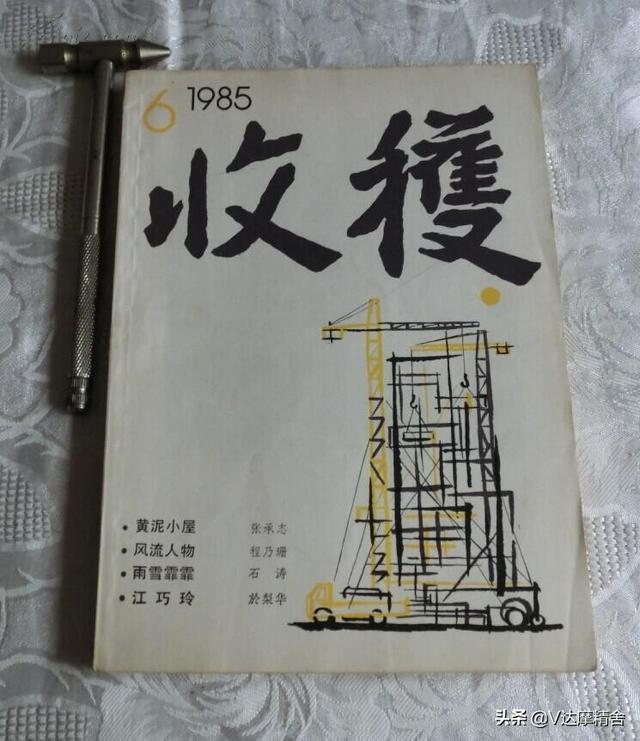 6 1985
收穫
• 黄泥小屋 张承志
• 风流人物 程乃珊
• 雨雪霏霏 石涛
• 江巧玲 於梨华
头条 @V达摩精舍